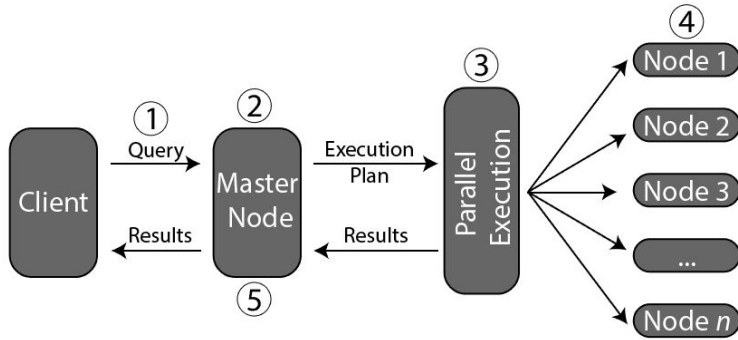 ④
Node 1
③
①
②
Node 2
Query
Execution
Plan
Client
Master
Node
Parallel
Execution
Node 3
Results
Results
...
⑤
Node n